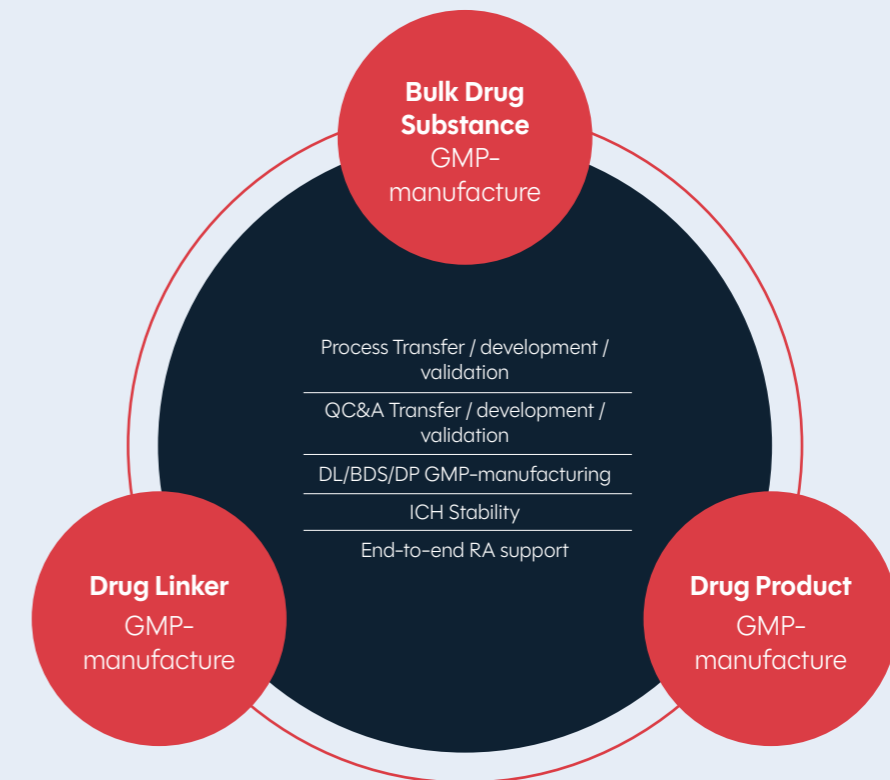 Bulk Drug
Substance
GMP-
manufacture
Process Transfer / development /
validation
QC&A Transfer / development /
validation
DL/BDS/DP GMP-manufacturing
ICH Stability
End-to-end RA support
Drug Linker
GMP-
manufacture
Drug Product
GMP-
manufacture